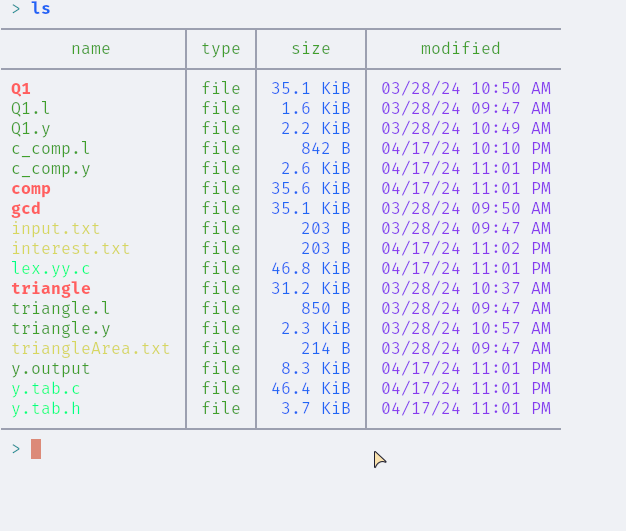 > ls
name type size modified
Q1 file 35.1 KiB 03/28/24 10:50 AM
Q1.l file 1.6 KiB 03/28/24 09:47 AM
Q1.y file 2.2 KiB 03/28/24 10:49 AM
c_comp.l file 842 B 04/17/24 10:10 PM
c_comp.y file 2.6 KiB 04/17/24 11:01 PM
comp file 35.6 KiB 04/17/24 11:01 PM
gcd file 35.1 KiB 03/28/24 09:50 AM
input.txt file 203 B 03/28/24 09:47 AM
interest.txt file 203 B 04/17/24 11:02 PM
lex.yy.c file 46.8 KiB 04/17/24 11:01 PM
triangle file 31.2 KiB 03/28/24 10:37 AM
triangle.l file 850 B 03/28/24 09:47 AM
triangle.y file 2.3 KiB 03/28/24 10:57 AM
triangleArea.txt file 214 B 03/28/24 09:47 AM
y.output file 8.3 KiB 04/17/24 11:01 PM
y.tab.c file 46.4 KiB 04/17/24 11:01 PM
y.tab.h file 3.7 KiB 04/17/24 11:01 PM
>